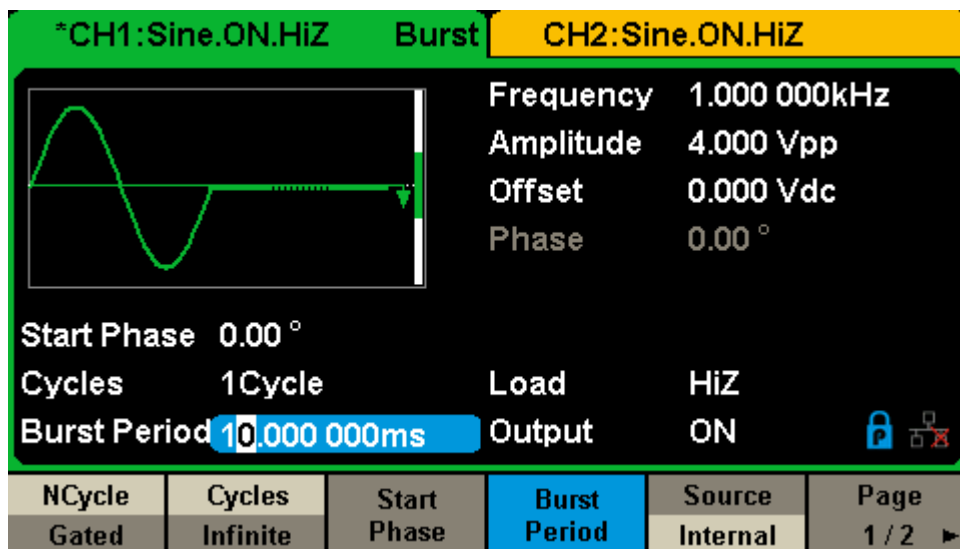 *CH1:Sine.ON.HiZ Burst CH2:Sine.ON.HiZ
Frequency 1.000 000kHz
Amplitude 4.000 Vpp
Offset 0.000 Vdc
Phase 0.00 °
Start Phase 0.00 °
Cycles 1Cycle Load HiZ
Burst Period 10.000 000ms Output ON P
NCycle Cycles Start Burst Source Page
Gated Infinite Phase Period Internal 1 / 2 ►